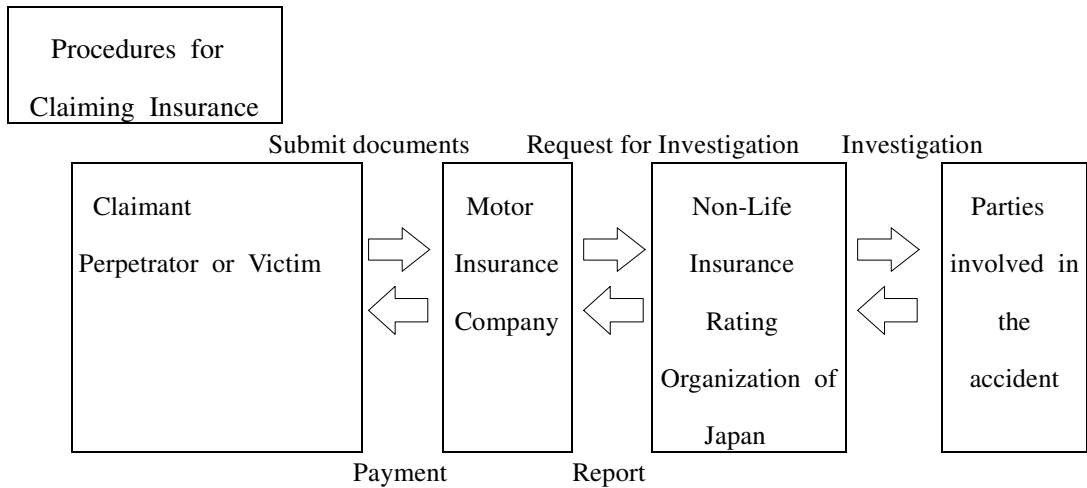 Procedures for
Claiming Insurance
Submit documents
Request for Investigation
Investigation
Claimant
Perpetrator or Victim
Motor
Insurance
Company
Non-Life
Insurance
Rating
Organization of
Japan
Parties
involved in
the
accident
Payment
Report